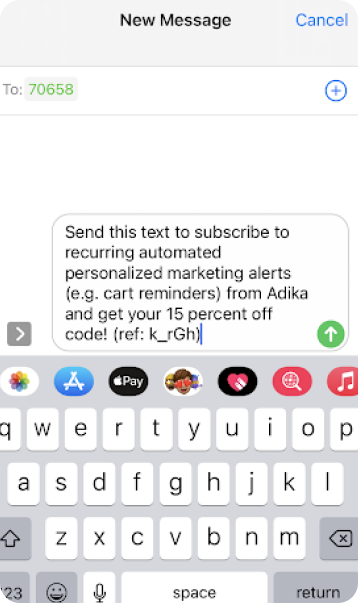 New Message
Cancel
To: 70658
Send this text to subscribe to
recurring automated
personalized marketing alerts
(e.g. cart reminders) from Adika
and get your 15 percent off
code! (ref: k_rGh)
Pay
q w e r t y u i o p
a s d f g h j k l
z x c v b n m
123
space
return